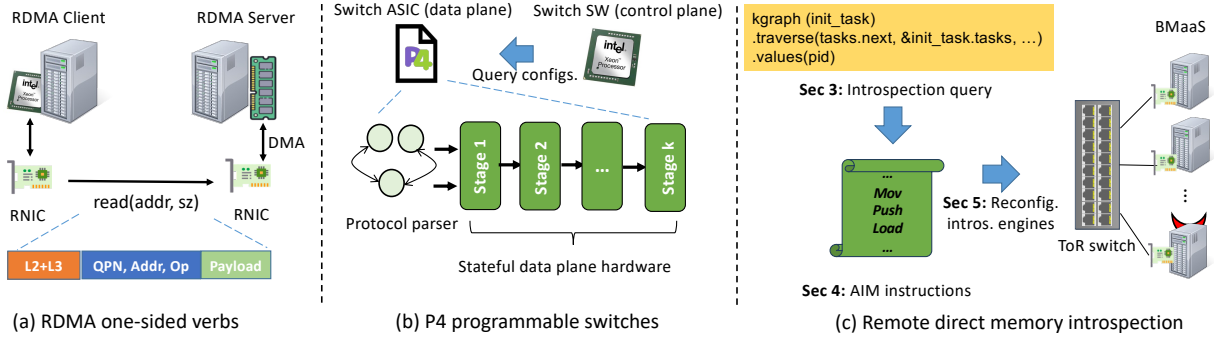 RDMA Client
RDMA Server
intel
Xeon
Processor
DMA
RNIC
read(addr, sz)
RNIC
L2+L3
QPN, Addr, Op
Payload
(a) RDMA one-sided verbs
Switch ASIC (data plane)
Switch SW (control plane)
P4
intel
Xeon
Processor
Query configs.
Stage 1
Stage 2
...
Stage k
Protocol parser
Stateful data plane hardware
(b) P4 programmable switches
kgraph (init_task)
.traverse(tasks.next, &init_task.tasks, …)
.values(pid)
Sec 3: Introspection query
...
Mov
Push
Load
...
Sec 5: Reconfig.
intros. engines
Sec 4: AIM instructions
BMaaS
...
ToR switch
(c) Remote direct memory introspection